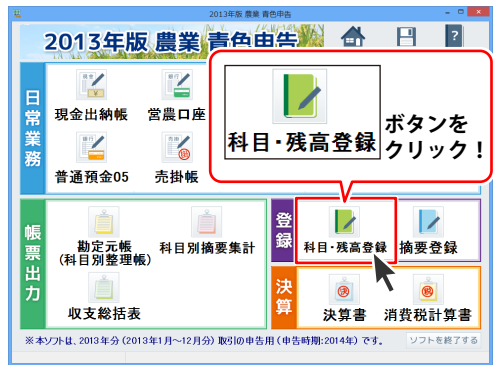 2013年版 農業 青色申告
2013年版 農業 青色申告
?
日常業務
現金
現金出納帳
銀行
営農口座
銀行
普通預金05
売掛
売掛帳
科目・残高登録
ボタンを
クリック！
帳票出力
勘定元帳
(科目別整理帳)
科目別摘要集計
収支総括表
登録
科目・残高登録
摘要登録
決算
決算書
消費税計算書
※本ソフトは、2013年分(2013年1月～12月分)取引の申告用(申告時期:2014年)です。
ソフトを終了する